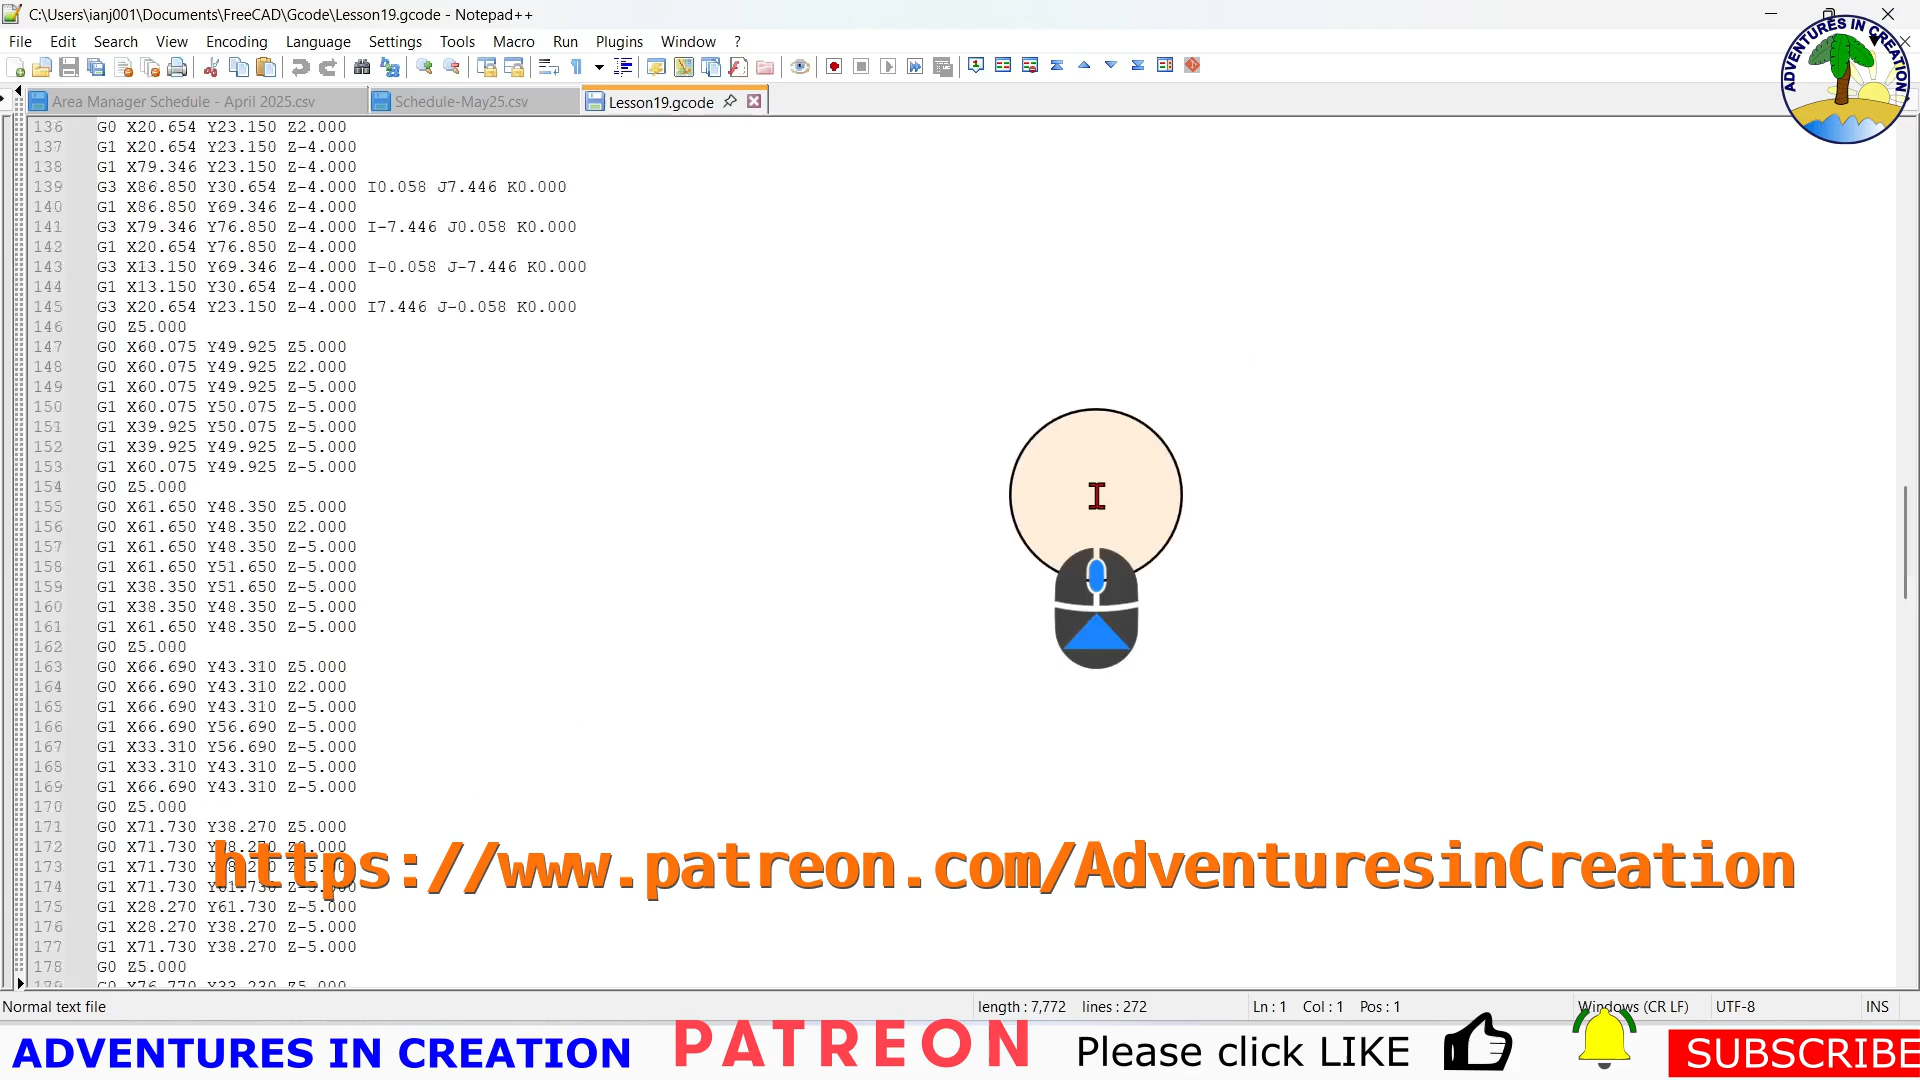 C:\Users\ianj001\Documents\FreeCAD\Gcode\Lesson19.gcode - Notepad++
File Edit Search View Encoding Language Settings Tools Macro Run Plugins Window ?
ADVENTURES IN CREATION
Area Manager Schedule - April 2025.csv Schedule-May25.csv Lesson19.gcode
136 G0 X20.654 Y23.150 Z2.000
137 G1 X20.654 Y23.150 Z-4.000
138 G1 X79.346 Y23.150 Z-4.000
139 G3 X86.850 Y30.654 Z-4.000 I0.058 J7.446 K0.000
140 G1 X86.850 Y69.346 Z-4.000
141 G3 X79.346 Y76.850 Z-4.000 I-7.446 J0.058 K0.000
142 G1 X20.654 Y76.850 Z-4.000
143 G3 X13.150 Y69.346 Z-4.000 I-0.058 J-7.446 K0.000
144 G1 X13.150 Y30.654 Z-4.000
145 G3 X20.654 Y23.150 Z-4.000 I7.446 J-0.058 K0.000
146 G0 Z5.000
147 G0 X60.075 Y49.925 Z5.000
148 G0 X60.075 Y49.925 Z2.000
149 G1 X60.075 Y49.925 Z-5.000
150 G1 X60.075 Y50.075 Z-5.000
151 G1 X39.925 Y50.075 Z-5.000
152 G1 X39.925 Y49.925 Z-5.000
153 G1 X60.075 Y49.925 Z-5.000
154 G0 Z5.000
155 G0 X61.650 Y48.350 Z5.000
156 G0 X61.650 Y48.350 Z2.000
157 G1 X61.650 Y48.350 Z-5.000
158 G1 X61.650 Y51.650 Z-5.000
159 G1 X38.350 Y51.650 Z-5.000
160 G1 X38.350 Y48.350 Z-5.000
161 G1 X61.650 Y48.350 Z-5.000
162 G0 Z5.000
163 G0 X66.690 Y43.310 Z5.000
164 G0 X66.690 Y43.310 Z2.000
165 G1 X66.690 Y43.310 Z-5.000
166 G1 X66.690 Y56.690 Z-5.000
167 G1 X33.310 Y56.690 Z-5.000
168 G1 X33.310 Y43.310 Z-5.000
169 G1 X66.690 Y43.310 Z-5.000
170 G0 Z5.000
171 G0 X71.730 Y38.270 Z5.000
172 G0 X71.730
https://www.patreon.com/AdventuresinCreation
173 G1 X71.730
174 G1 X71.730
175 G1 X28.270 Y61.730 Z-5.000
176 G1 X28.270 Y38.270 Z-5.000
177 G1 X71.730 Y38.270 Z-5.000
178 G0 Z5.000
179 G0 X76.770 Y33.230 Z5.000
Normal text file length : 7,772 lines : 272 Ln : 1 Col : 1 Pos : 1 Windows (CR LF) UTF-8 INS
ADVENTURES IN CREATION PATREON Please click LIKE SUBSCRIBE